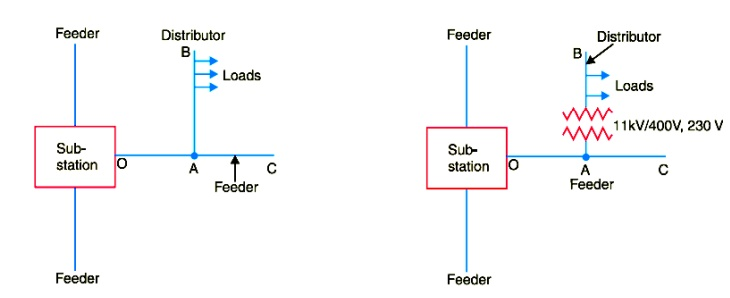 Feeder
Distributor
B
Loads
Sub-
station
O
A
C
Feeder
Feeder
Feeder
Distributor
B
Loads
11kV/400V, 230 V
Sub-
station
O
A
C
Feeder
Feeder